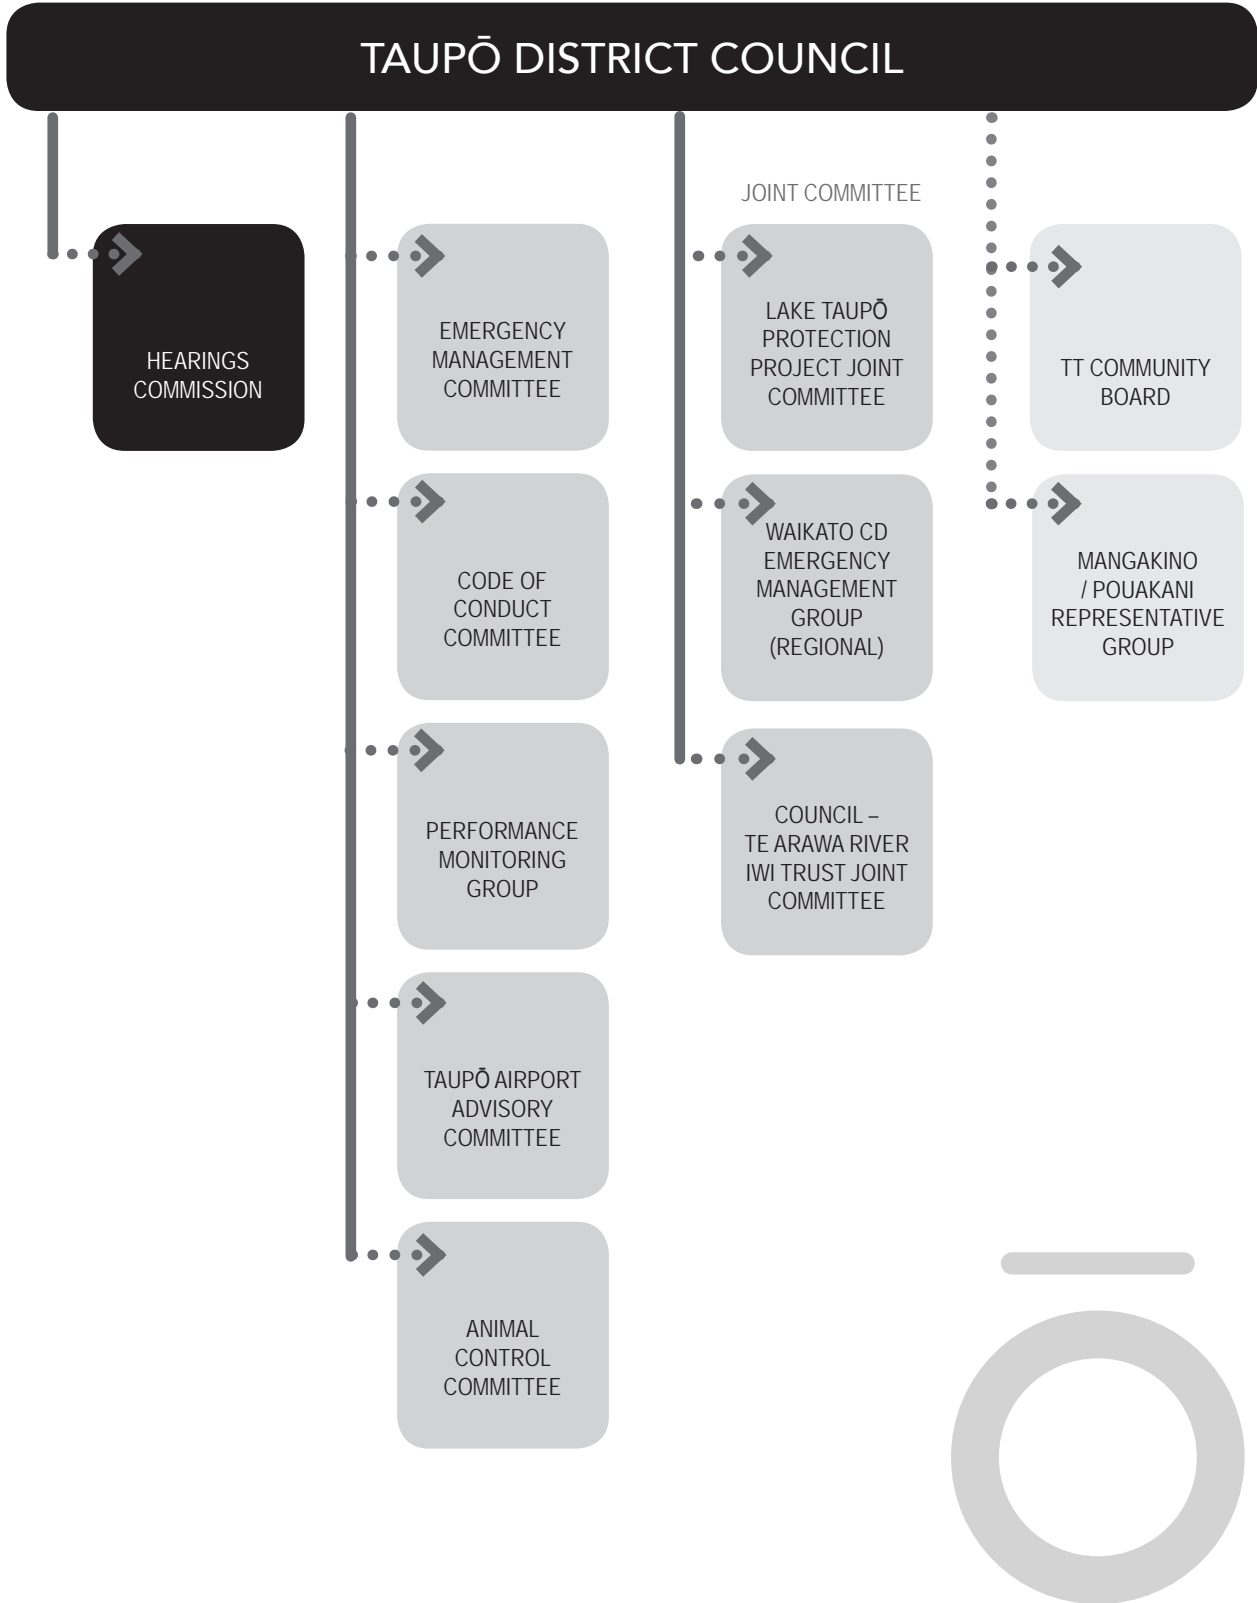 TAUPŌ DISTRICT COUNCIL
HEARINGS
COMMISSION
EMERGENCY
MANAGEMENT
COMMITTEE
CODE OF
CONDUCT
COMMITTEE
PERFORMANCE
MONITORING
GROUP
TAUPŌ AIRPORT
ADVISORY
COMMITTEE
ANIMAL
CONTROL
COMMITTEE
JOINT COMMITTEE
LAKE TAUPŌ
PROTECTION
PROJECT JOINT
COMMITTEE
WAIKATO CD
EMERGENCY
MANAGEMENT
GROUP
(REGIONAL)
COUNCIL –
TE ARAWA RIVER
IWI TRUST JOINT
COMMITTEE
TT COMMUNITY
BOARD
MANGAKINO
/ POUAKANI
REPRESENTATIVE
GROUP